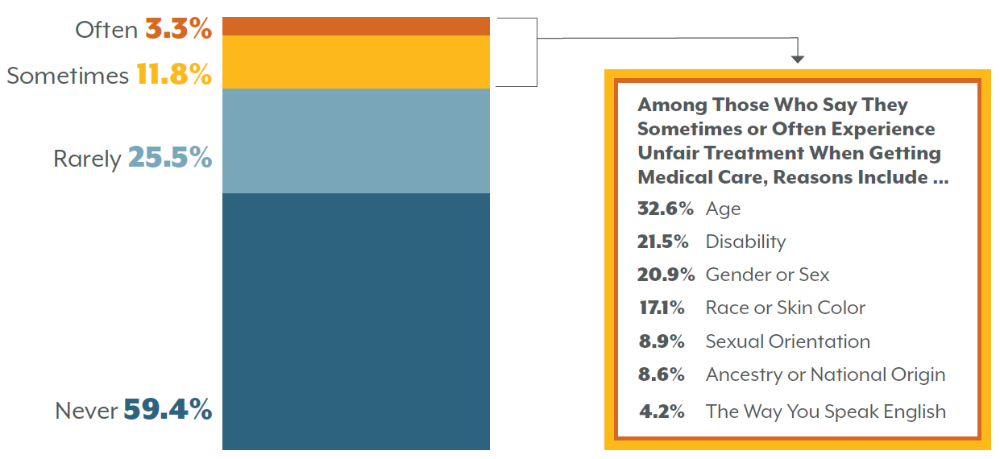 Often 3.3%
Sometimes 11.8%
Rarely 25.5%
Never 59.4%
Among Those Who Say They
Sometimes or Often Experience
Unfair Treatment When Getting
Medical Care, Reasons Include ...
32.6% Age
21.5% Disability
20.9% Gender or Sex
17.1% Race or Skin Color
8.9% Sexual Orientation
8.6% Ancestry or National Origin
4.2% The Way You Speak English